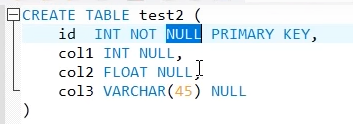 CREATE TABLE test2 (
id INT NOT NULL PRIMARY KEY,
col1 INT NULL,
col2 FLOAT NULL,
col3 VARCHAR(45) NULL
)